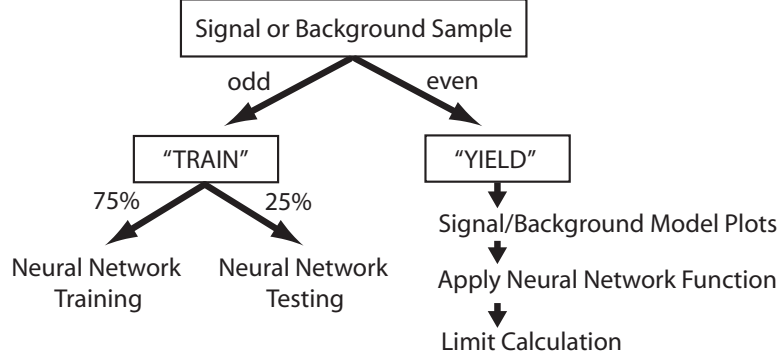 Signal or Background Sample
odd
even
“TRAIN”
“YIELD”
75%
25%
Neural Network
Training
Neural Network
Testing
Signal/Background Model Plots
Apply Neural Network Function
Limit Calculation